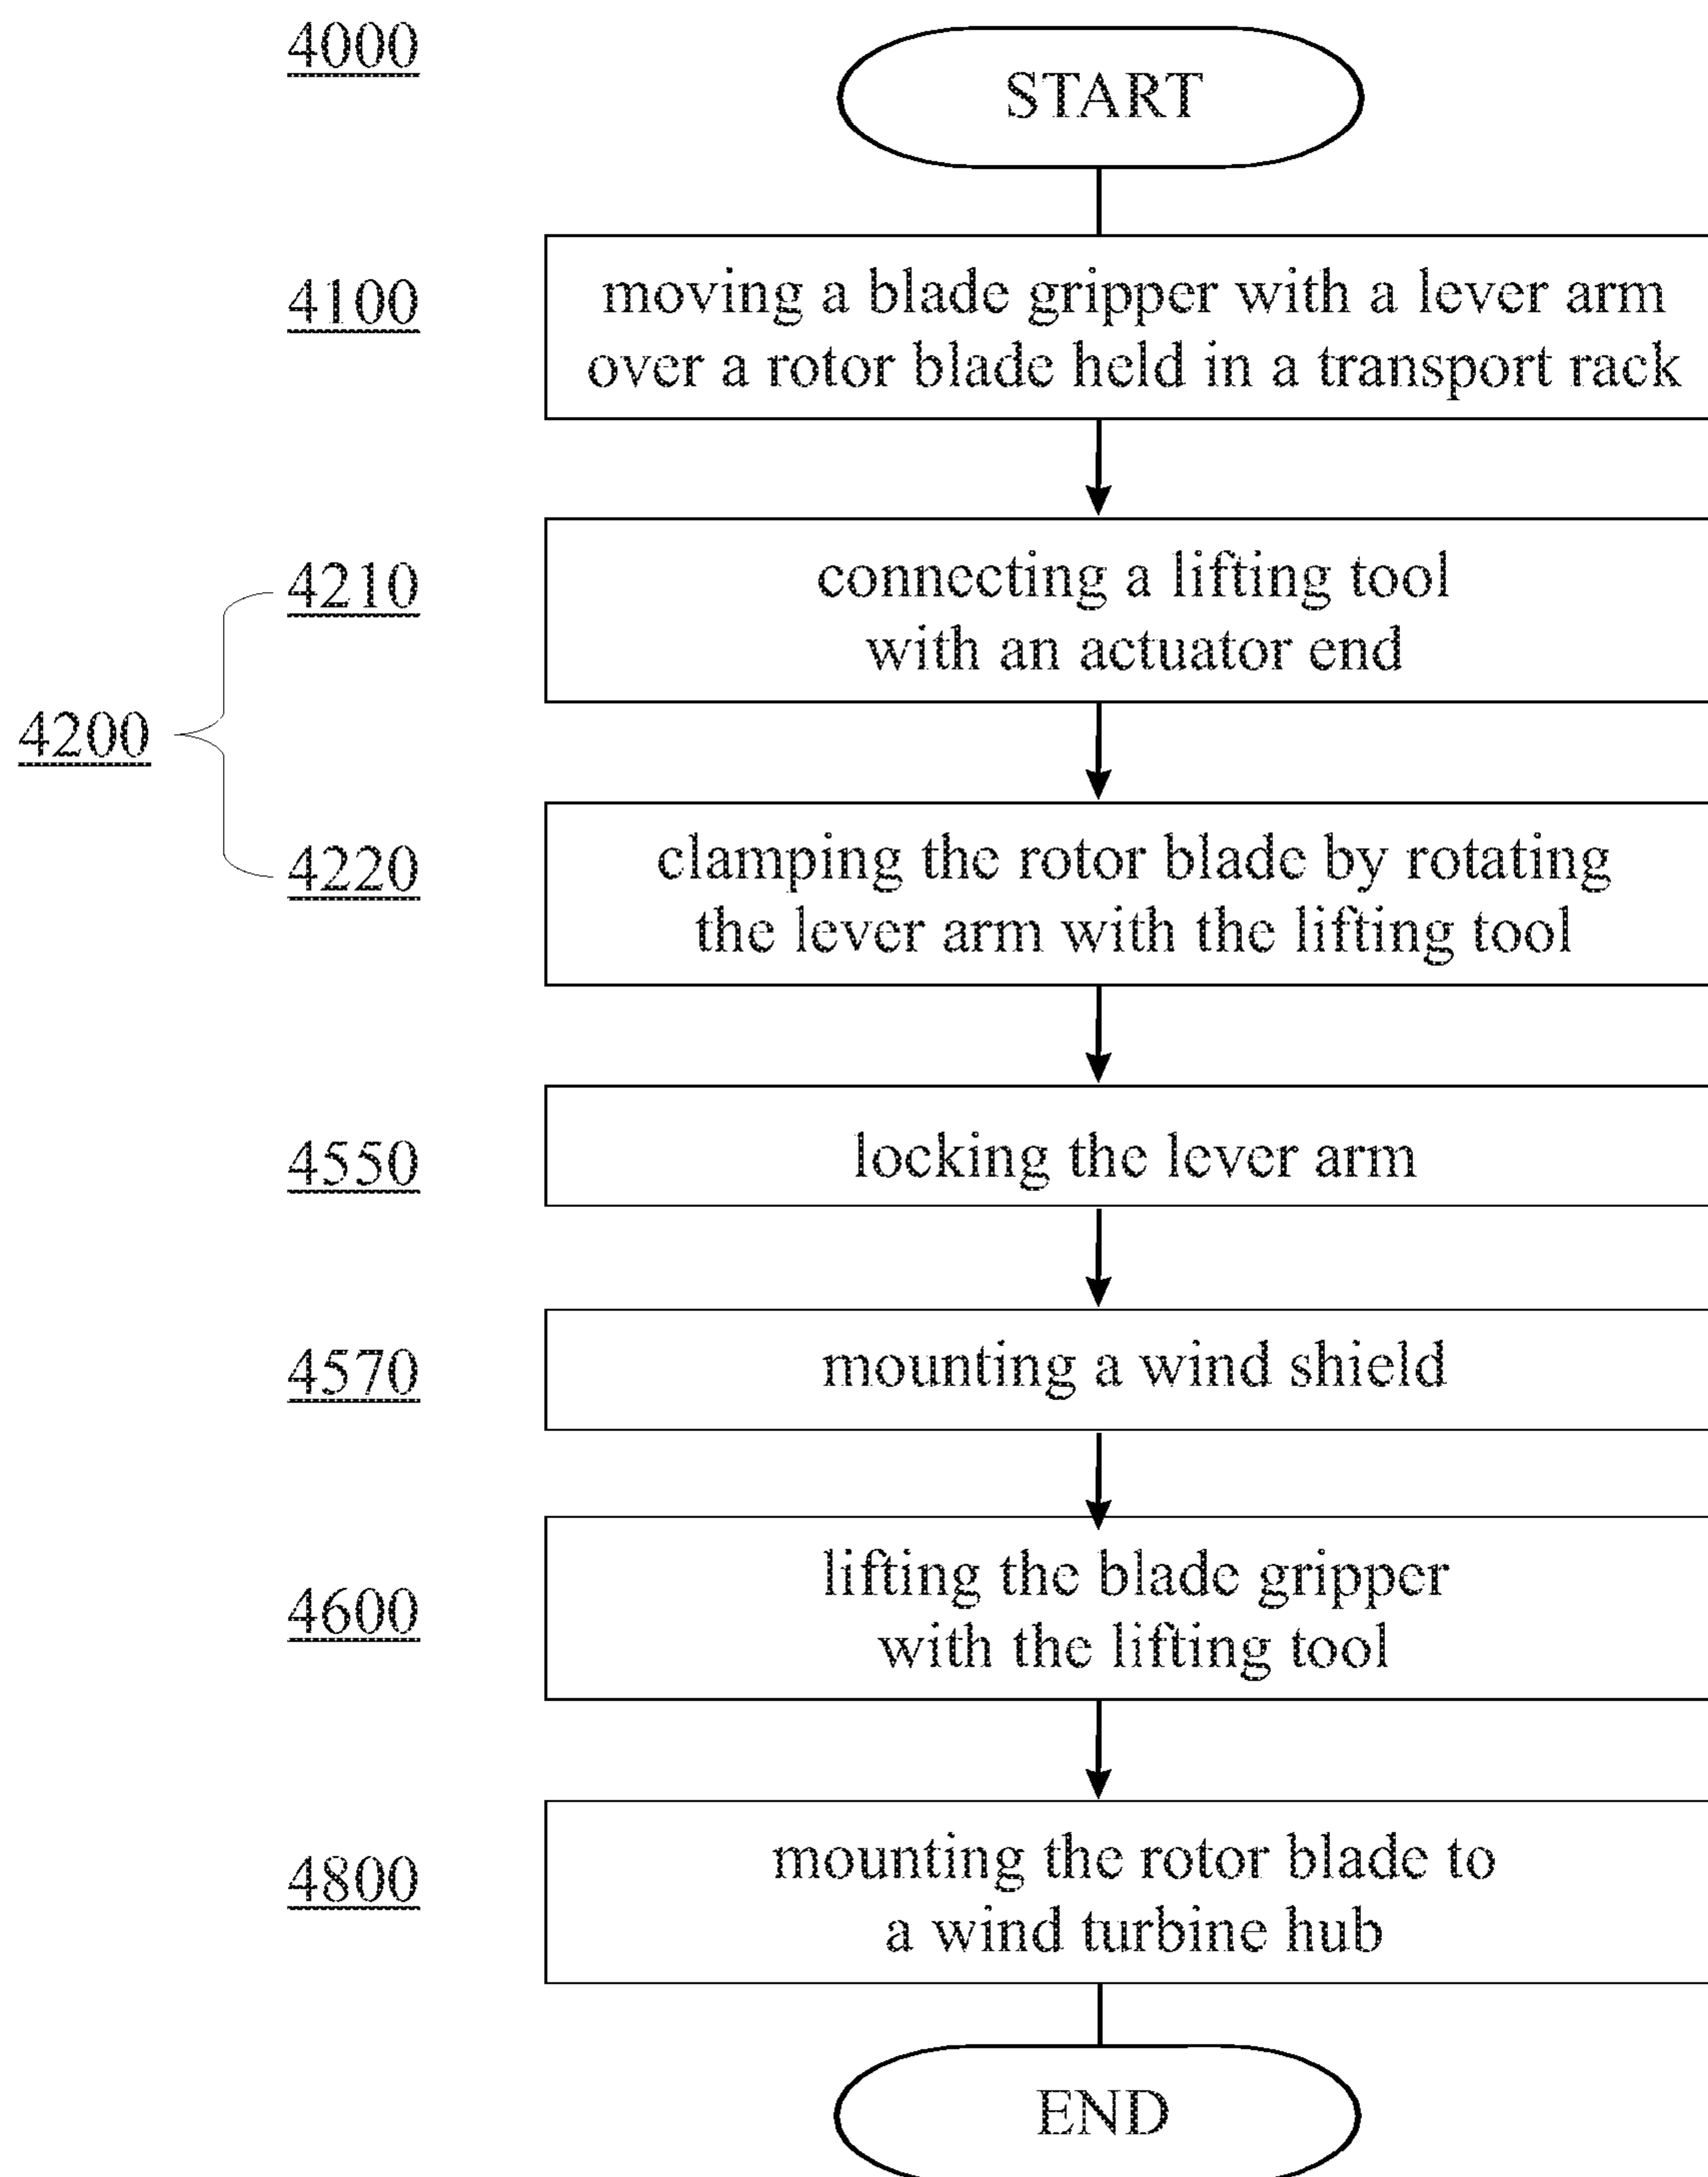 4000
START
4100
moving a blade gripper with a lever arm
over a rotor blade held in a transport rack
4210
connecting a lifting tool
with an actuator end
4200
4220
clamping the rotor blade by rotating
the lever arm with the lifting tool
4550
locking the lever arm
4570
mounting a wind shield
4600
lifting the blade gripper
with the lifting tool
4800
mounting the rotor blade to
a wind turbine hub
END